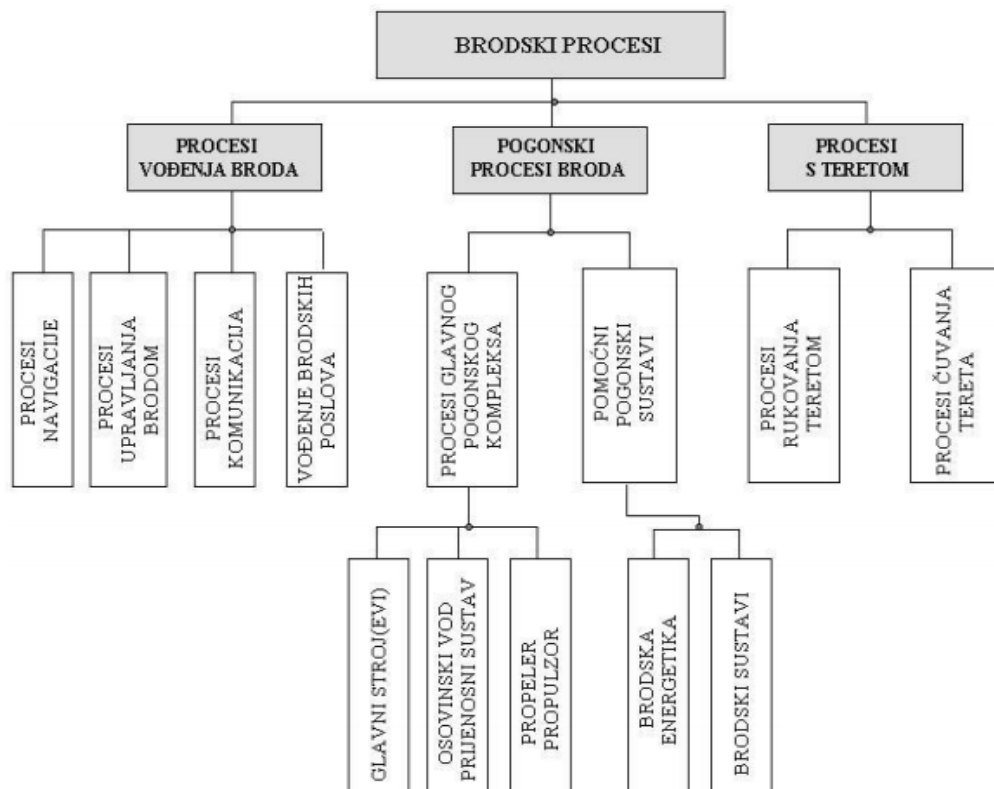 BRODSKI PROCESI
PROCESI
VOĐENJA BRODA
POGONSKI
PROCESI BRODA
PROCESI
S TERETOM
PROCESI
NAVIGACIJE
PROCESI
UPRAVLJANJA
BRODOM
PROCESI
KOMUNIKACIJA
VOĐENJE BRODSKIH
POSLOVA
PROCESI GLAVNOG
POGONSKOG
KOMPLEKSA
POMOĆNI
POGONSKI
SUSTAVI
PROCESI
RUKOVANJA
TERETOM
PROCESI ČUVANJA
TERETA
GLAVNI STROJ(EVI)
OSOVINSKI VOD
PRIJENOSNI SUSTAV
PROPELER
PROPULZOR
BRODSKA
ENERGETIKA
BRODSKI SUSTAVI